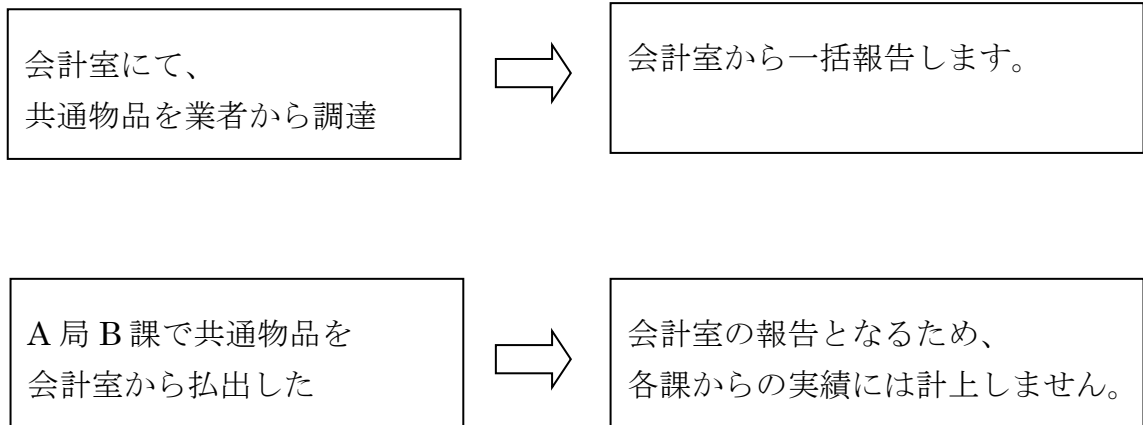 会計室にて、
共通物品を業者から調達
会計室から一括報告します。
A 局 B 課で共通物品を
会計室から払出した
会計室の報告となるため、
各課からの実績には計上しません。